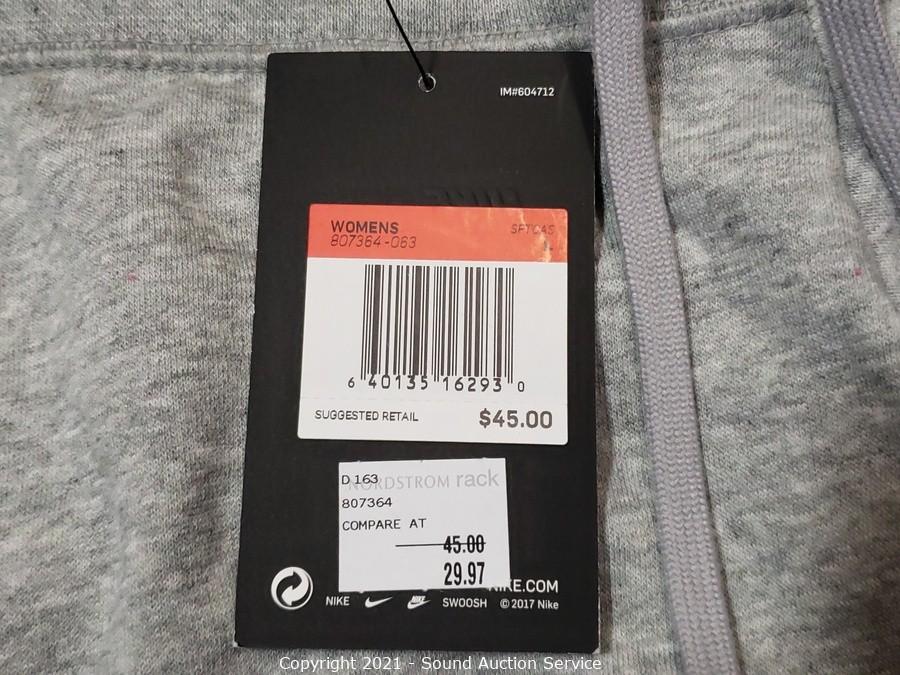 IM#604712
WOMENS
807364-063
SFTCAS
L
6 40135 16293 0
SUGGESTED RETAIL $45.00
NORDSTROM rack
D 163
807364
COMPARE AT
45.00
29.97
NIKE.COM
NIKE SWOOSH © 2017 Nike
Copyright 2021 - Sound Auction Service